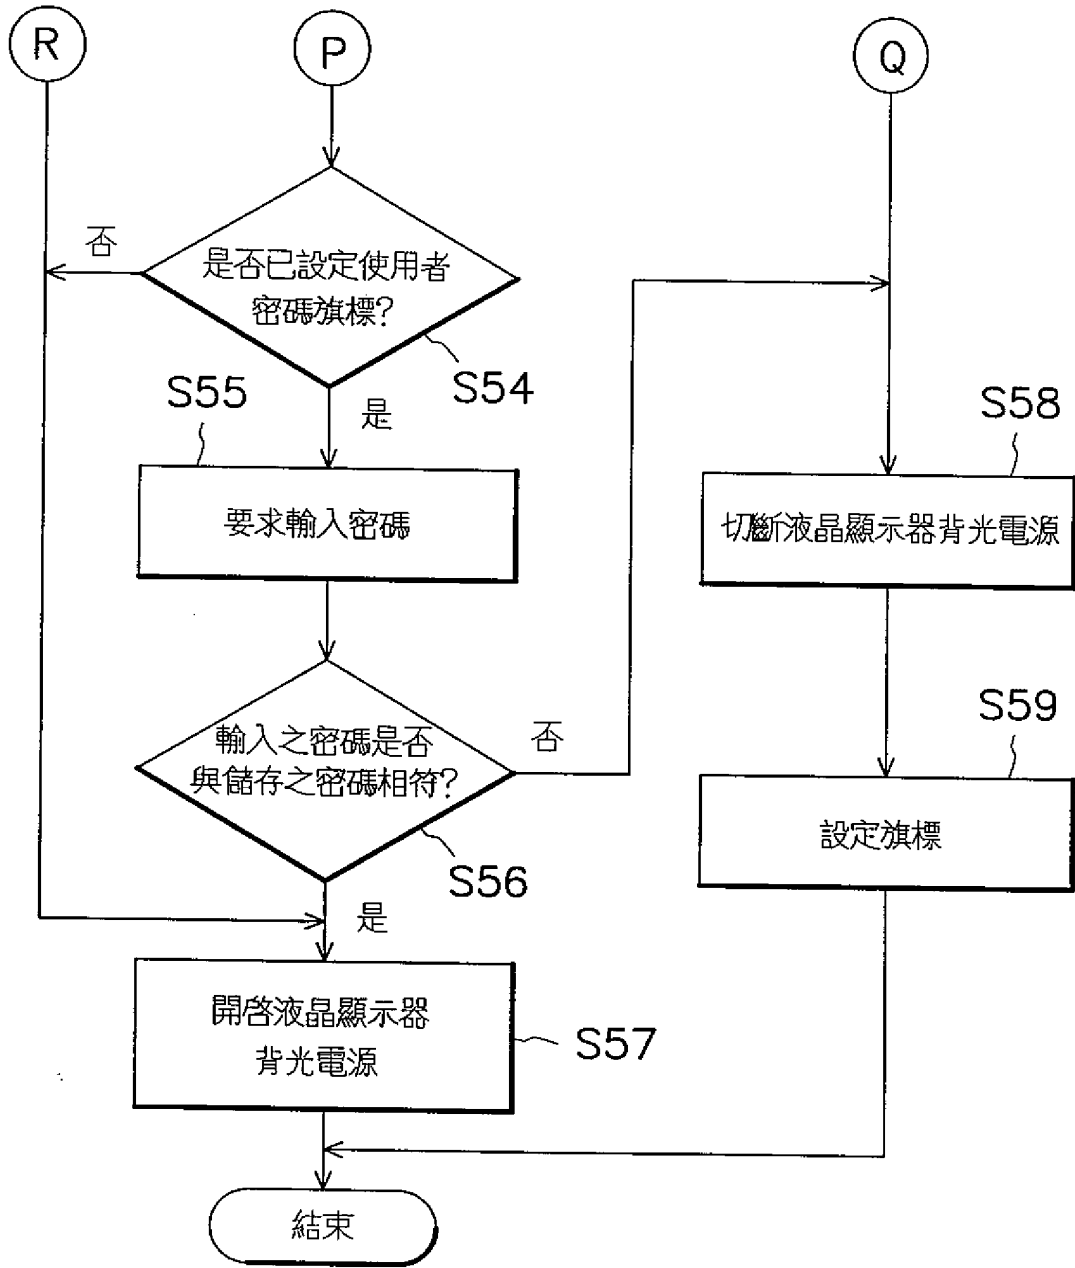 R
P
Q
否
是否已設定使用者
密碼旗標?
S54
S55
是
S58
要求輸入密碼
切斷液晶顯示器背光電源
S59
輸入之密碼是否
與儲存之密碼相符?
否
設定旗標
S56
是
開啓液晶顯示器
背光電源
S57
結束